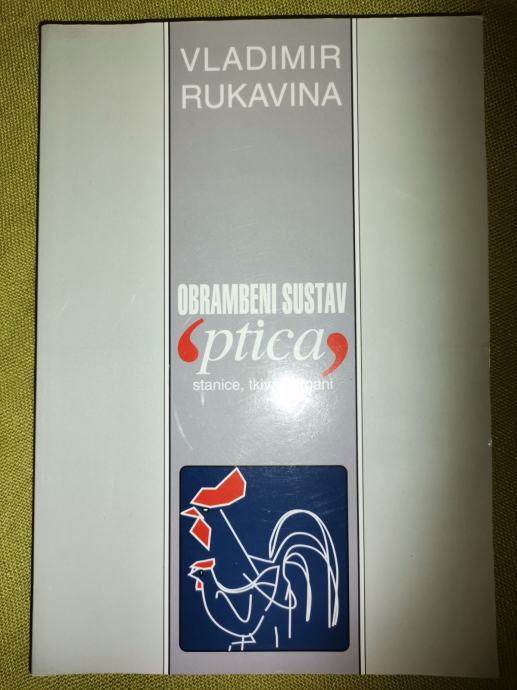 VLADIMIR
RUKAVINA
OBRAMBENI SUSTAV
‘ptica,
stanice,